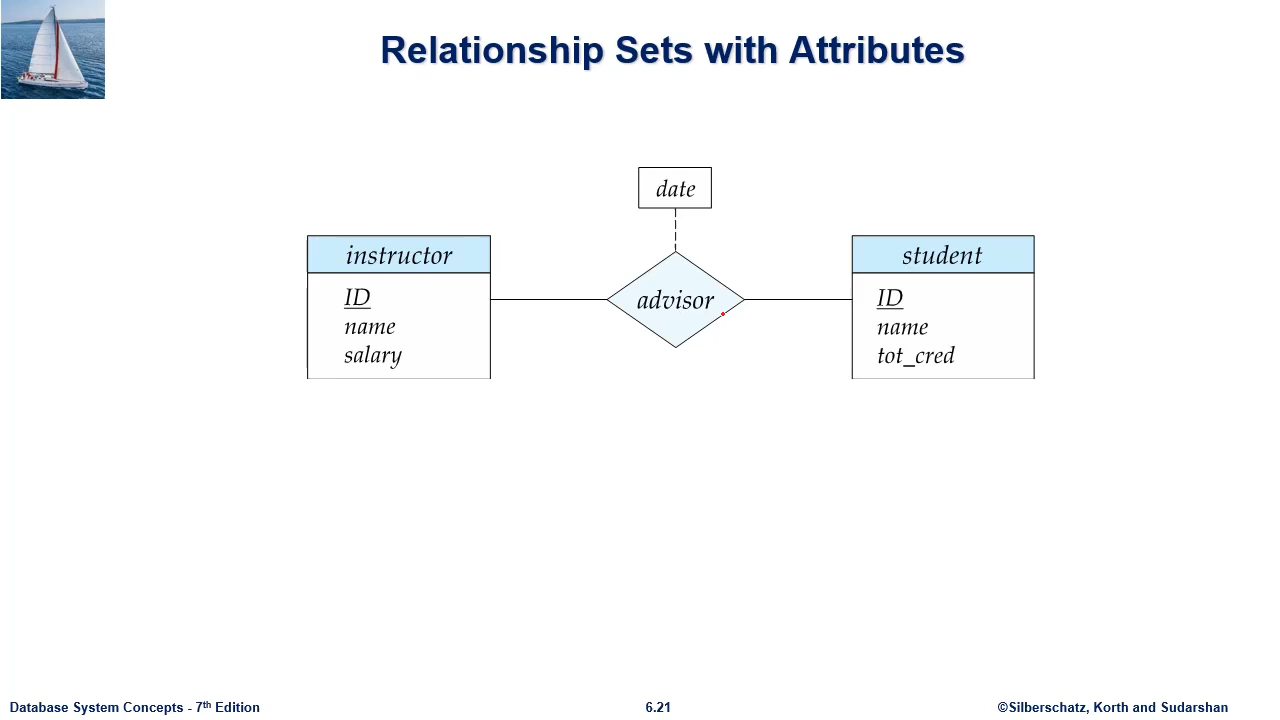 Relationship Sets with Attributes
date
instructor
ID
name
salary
advisor
student
ID
name
tot_cred
Database System Concepts - 7th Edition
6.21
©Silberschatz, Korth and Sudarshan